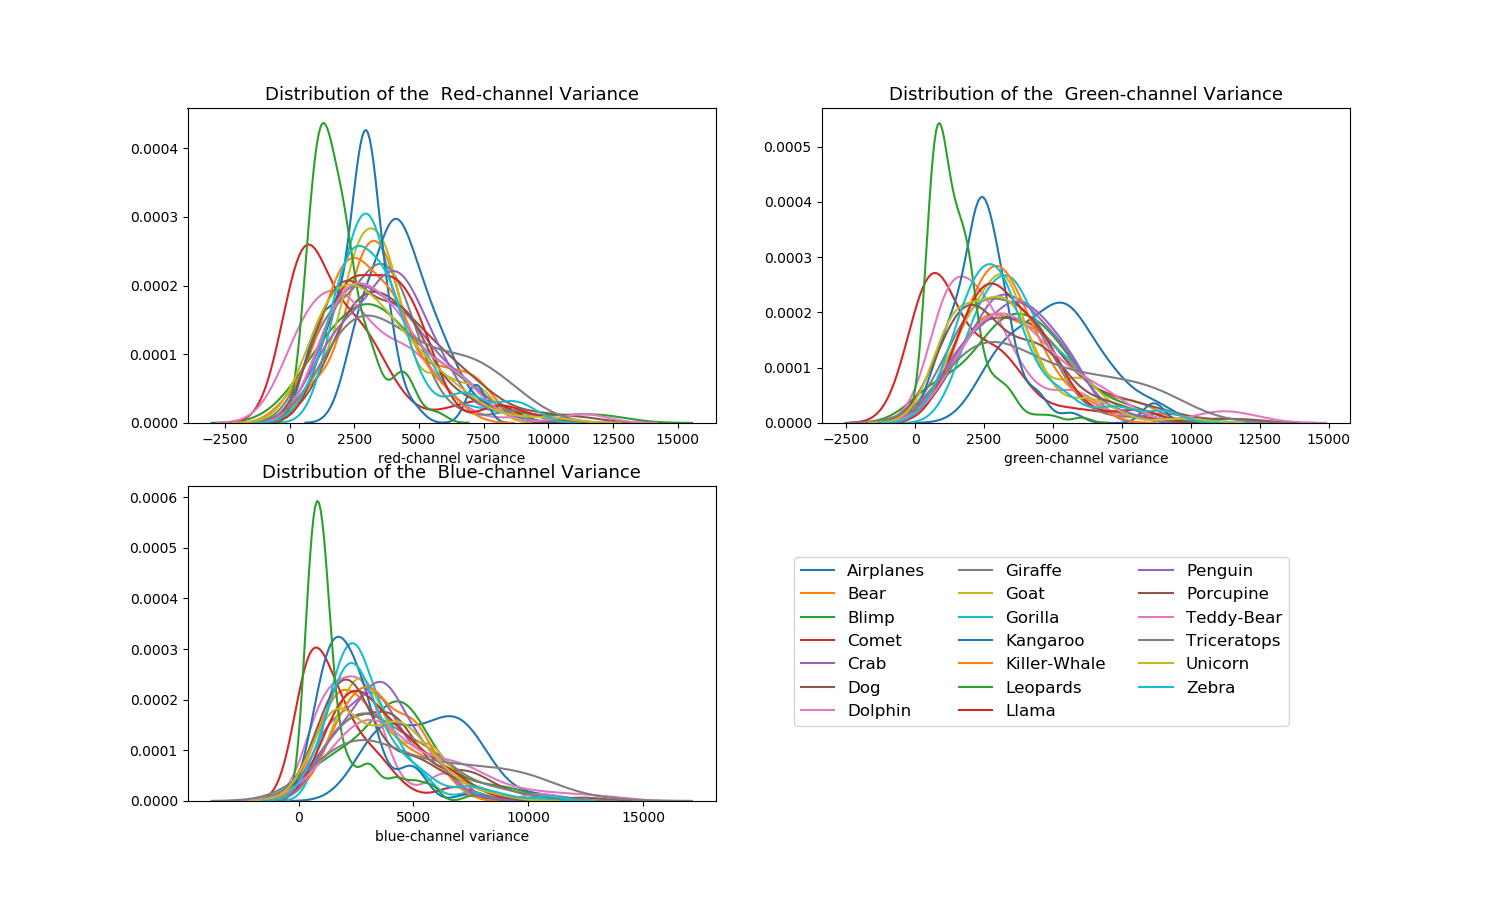 Distribution of the  Red-channel Variance
0.0004
0.0003
0.0002
0.0001
0.0000
−2500 0 2500 5000 7500 10000 12500 15000
red-channel variance
Distribution of the  Green-channel Variance
0.0005
0.0004
0.0003
0.0002
0.0001
0.0000
−2500 0 2500 5000 7500 10000 12500 15000
green-channel variance
Distribution of the  Blue-channel Variance
0.0006
0.0005
0.0004
0.0003
0.0002
0.0001
0.0000
0 5000 10000 15000
blue-channel variance
Airplanes
Bear
Blimp
Comet
Crab
Dog
Dolphin
Giraffe
Goat
Gorilla
Kangaroo
Killer-Whale
Leopards
Llama
Penguin
Porcupine
Teddy-Bear
Triceratops
Unicorn
Zebra